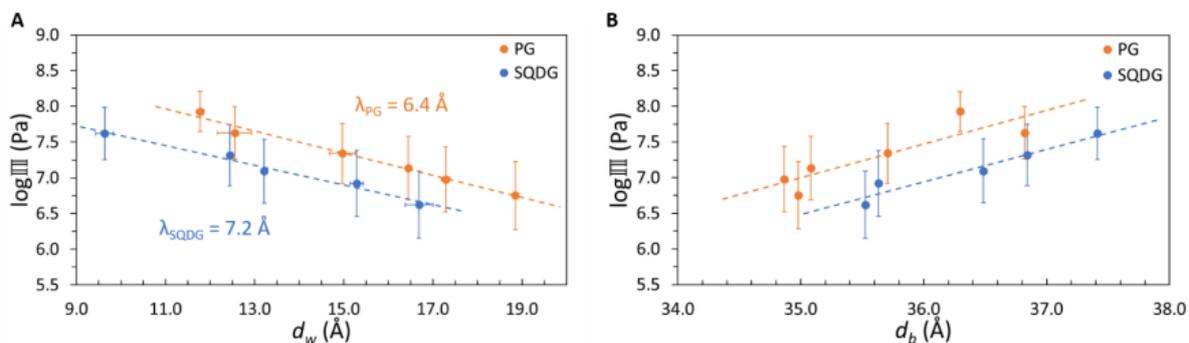 A
9.0
8.5
8.0
7.5
7.0
6.5
6.0
5.5
logΠ (Pa)
PG
SQDG
λPG = 6.4 Å
λSQDG = 7.2 Å
9.0 11.0 13.0 15.0 17.0 19.0
dw (Å)
B
9.0
8.5
8.0
7.5
7.0
6.5
6.0
5.5
logΠ (Pa)
PG
SQDG
34.0 35.0 36.0 37.0 38.0
db (Å)